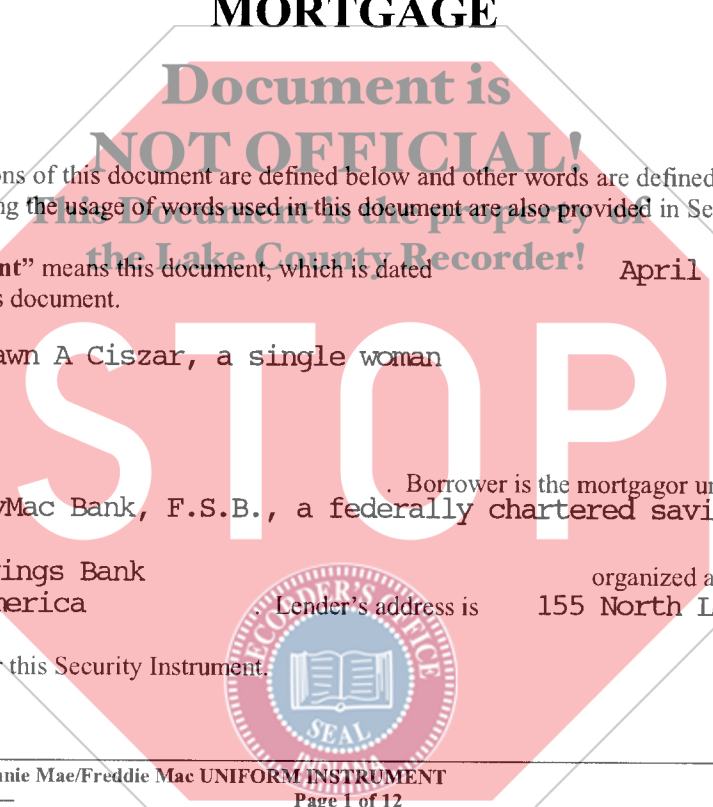 MORTGAGE
Document is
NOT OFFICIAL!
ns of this document are defined below and other words are defined
ng the usage of words used in this document are also provided in Se
This Document is the property of
the Lake County Recorder!
nt” means this document, which is dated April
s document.
awn A Ciszar, a single woman
STOP
. Borrower is the mortgagor un
yMac Bank, F.S.B., a federally chartered savi
ings Bank organized a
merica . Lender’s address is 155 North L
r this Security Instrument.
RECORDER'S OFFICE
SEAL
INDIANA
nnie Mae/Freddie Mac UNIFORM INSTRUMENT
Page 1 of 12